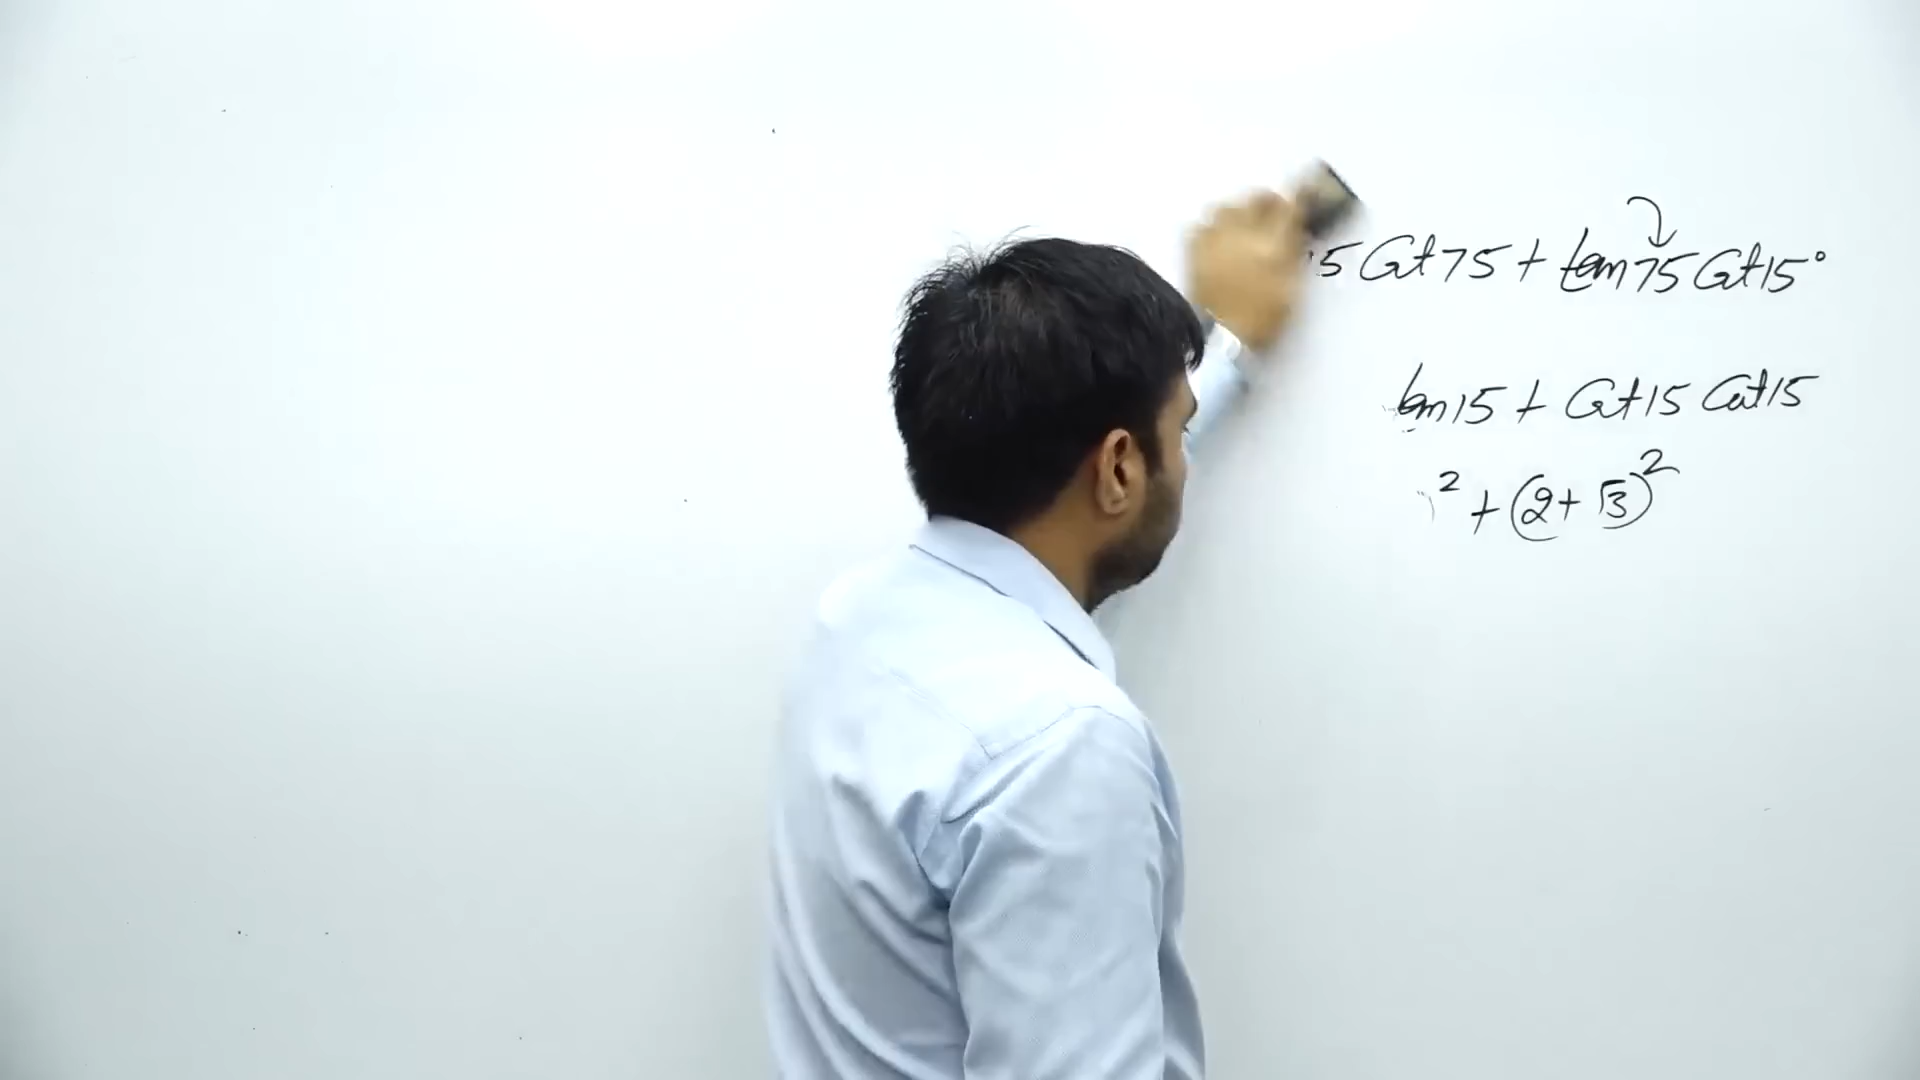 5 Cot 75 + tan 75 Cot 15°
tan 15 + Cot 15 Cot 15
² + (2 + √3)²